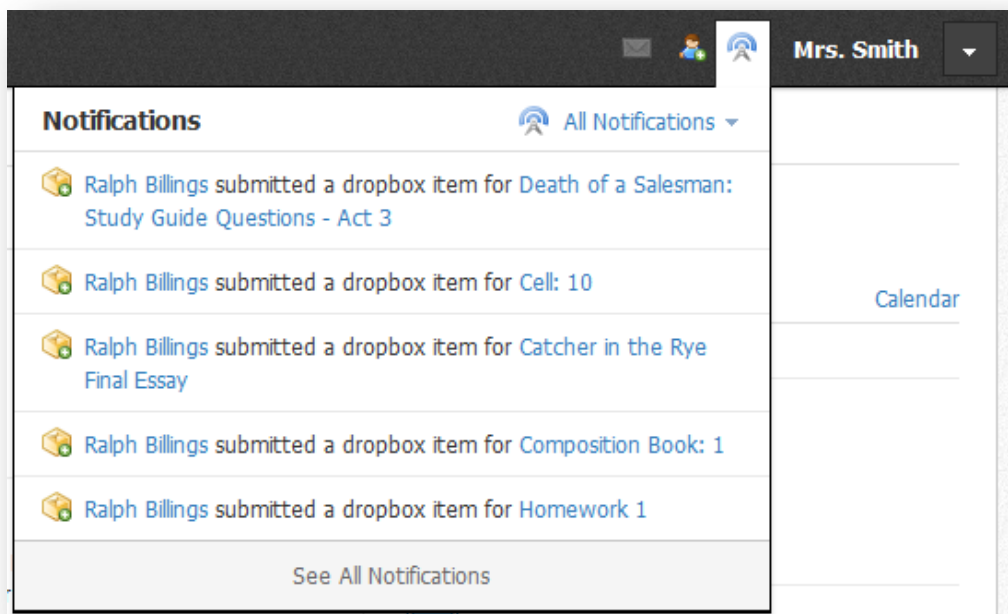 Mrs. Smith
Notifications
All Notifications
Ralph Billings submitted a dropbox item for Death of a Salesman:
Study Guide Questions - Act 3
Ralph Billings submitted a dropbox item for Cell: 10
Calendar
Ralph Billings submitted a dropbox item for Catcher in the Rye
Final Essay
Ralph Billings submitted a dropbox item for Composition Book: 1
Ralph Billings submitted a dropbox item for Homework 1
See All Notifications